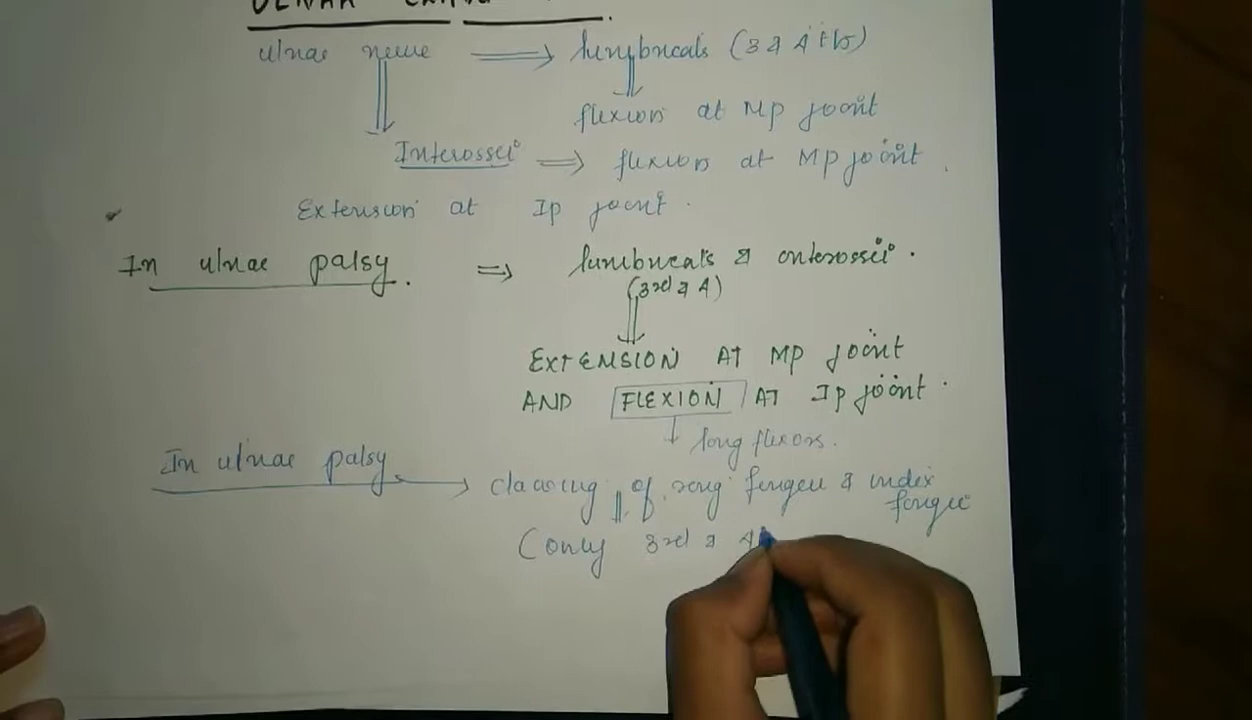 ulnar nerve ⇒ lumbricals (3 & 4th)
flexion at MP joint
Interossei ⇒ flexion at MP joint.
Extension at Ip joint.
In ulnar palsy. ⇒ lumbricals & interossei.
(3rd & 4)
EXTENSION AT MP joint
AND FLEXION AT Ip joint.
↓ long flexors.
In ulnar palsy → clawing of ring finger & index
finger
(only 3rd & 4